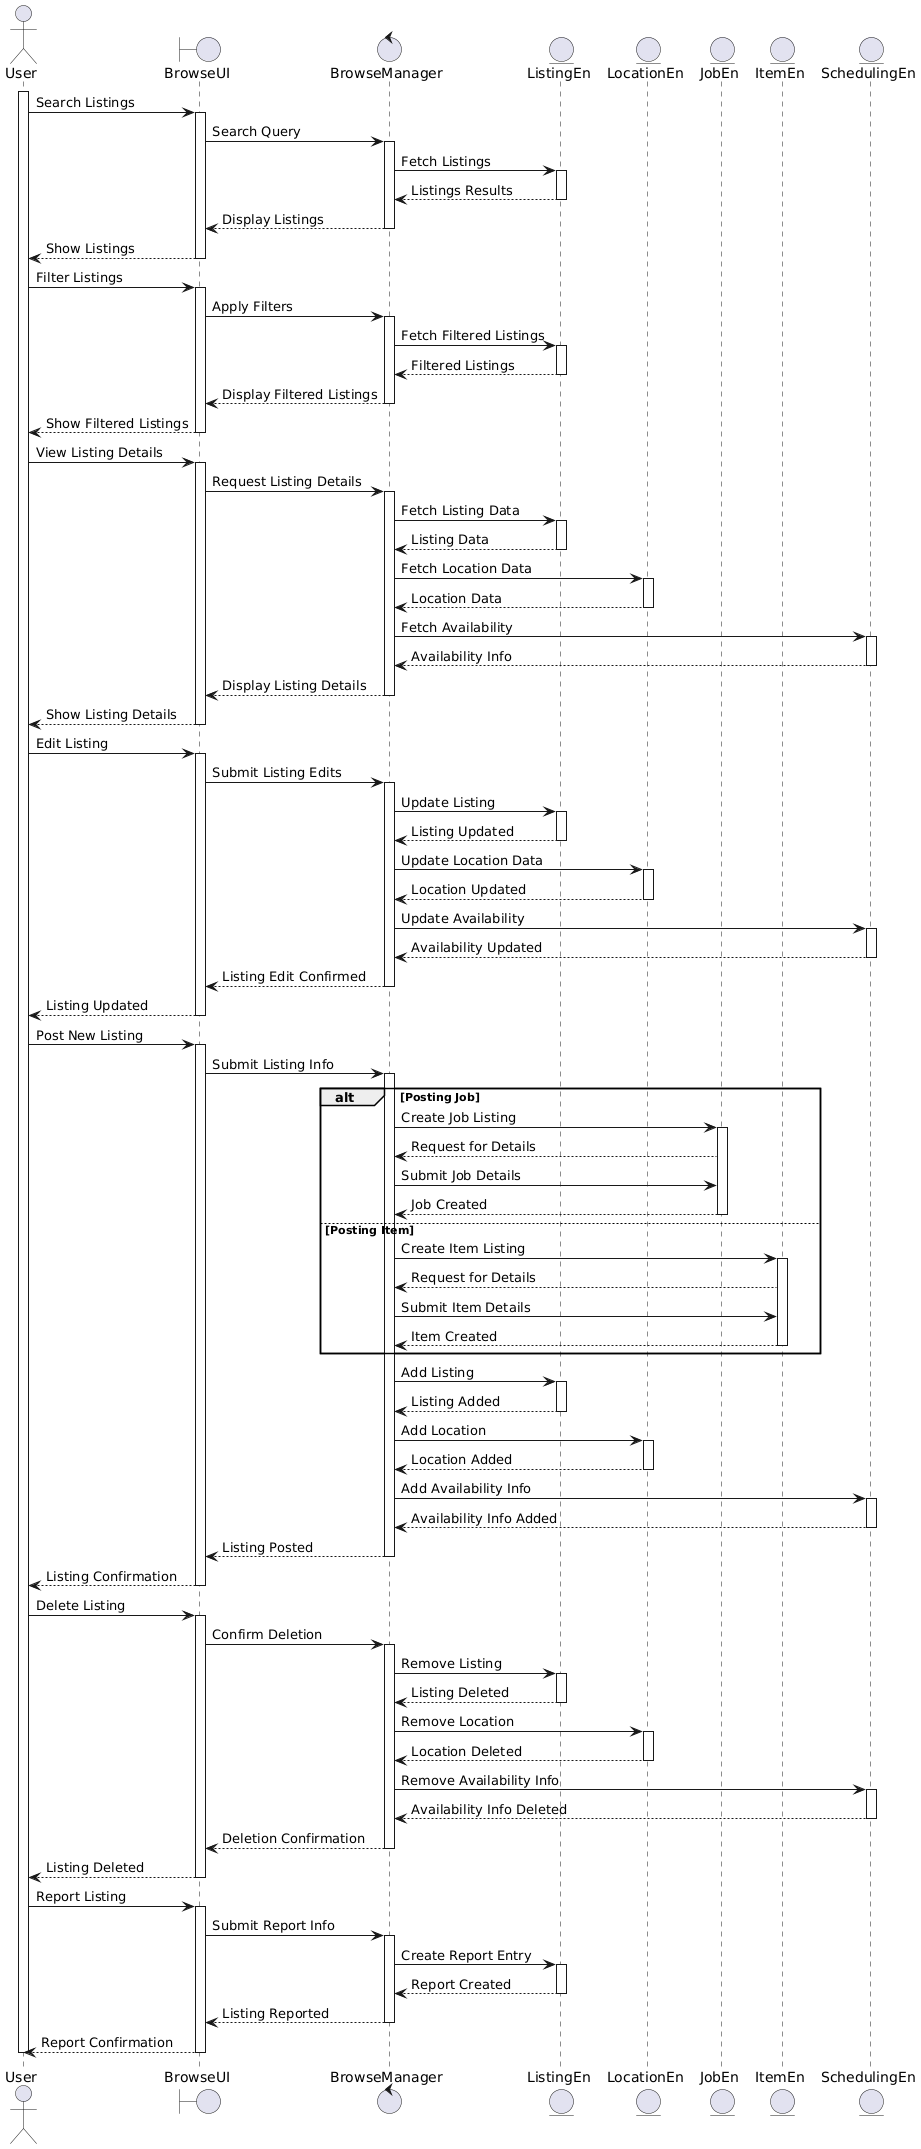 User
BrowseUI
BrowseManager
ListingEn
LocationEn
JobEn
ItemEn
SchedulingEn
Search Listings
Search Query
Fetch Listings
Listings Results
Display Listings
Show Listings
Filter Listings
Apply Filters
Fetch Filtered Listings
Filtered Listings
Display Filtered Listings
Show Filtered Listings
View Listing Details
Request Listing Details
Fetch Listing Data
Listing Data
Fetch Location Data
Location Data
Fetch Availability
Availability Info
Display Listing Details
Show Listing Details
Edit Listing
Submit Listing Edits
Update Listing
Listing Updated
Update Location Data
Location Updated
Update Availability
Availability Updated
Listing Edit Confirmed
Listing Updated
Post New Listing
Submit Listing Info
alt
[Posting Job]
Create Job Listing
Request for Details
Submit Job Details
Job Created
[Posting Item]
Create Item Listing
Request for Details
Submit Item Details
Item Created
Add Listing
Listing Added
Add Location
Location Added
Add Availability Info
Availability Info Added
Listing Posted
Listing Confirmation
Delete Listing
Confirm Deletion
Remove Listing
Listing Deleted
Remove Location
Location Deleted
Remove Availability Info
Availability Info Deleted
Deletion Confirmation
Listing Deleted
Report Listing
Submit Report Info
Create Report Entry
Report Created
Listing Reported
Report Confirmation
User
BrowseUI
BrowseManager
ListingEn
LocationEn
JobEn
ItemEn
SchedulingEn